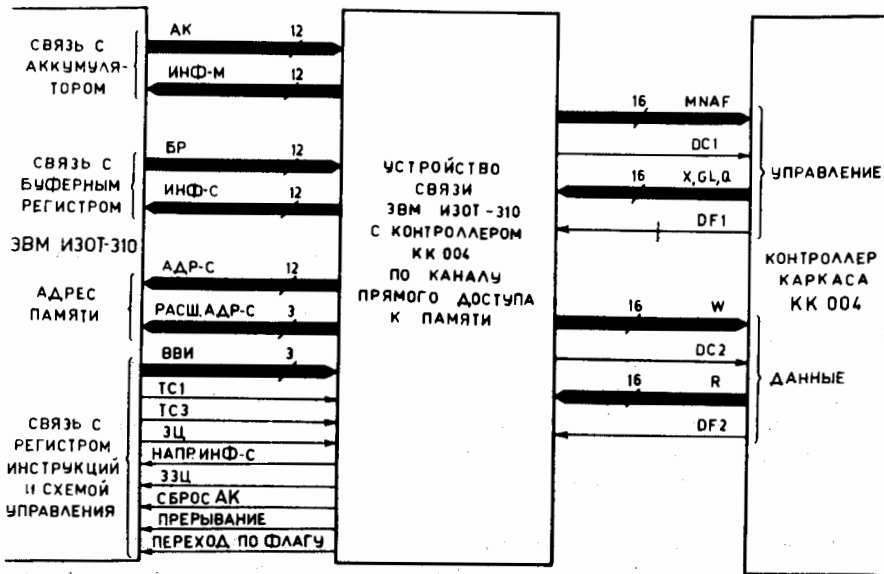 СВЯЗЬ С
АККУМУЛЯ-
ТОРОМ
АК 12
ИНФ-М 12
СВЯЗЬ С
БУФЕРНЫМ
РЕГИСТРОМ
БР 12
ИНФ-С 12
ЭВМ ИЗОТ-310
АДРЕС
ПАМЯТИ
АДР-С 12
РАСШ. АДР-С 3
СВЯЗЬ С
РЕГИСТРОМ
ИНСТРУКЦИЙ
И СХЕМОЙ
УПРАВЛЕНИЯ
ВВИ 3
ТС1
ТС3
ЗЦ
НАПР. ИНФ-С
ЗЗЦ
СБРОС АК
ПРЕРЫВАНИЕ
ПЕРЕХОД ПО ФЛАГУ
УСТРОЙСТВО
СВЯЗИ
ЭВМ ИЗОТ-310
С КОНТРОЛЛЕРОМ
КК 004
ПО КАНАЛУ
ПРЯМОГО ДОСТУПА
К ПАМЯТИ
16 MNAF
DC1
16 X,GL,Q
DF1
УПРАВЛЕНИЕ
16 W
DC2
16 R
DF2
ДАННЫЕ
КОНТРОЛЛЕР
КАРКАСА
КК 004